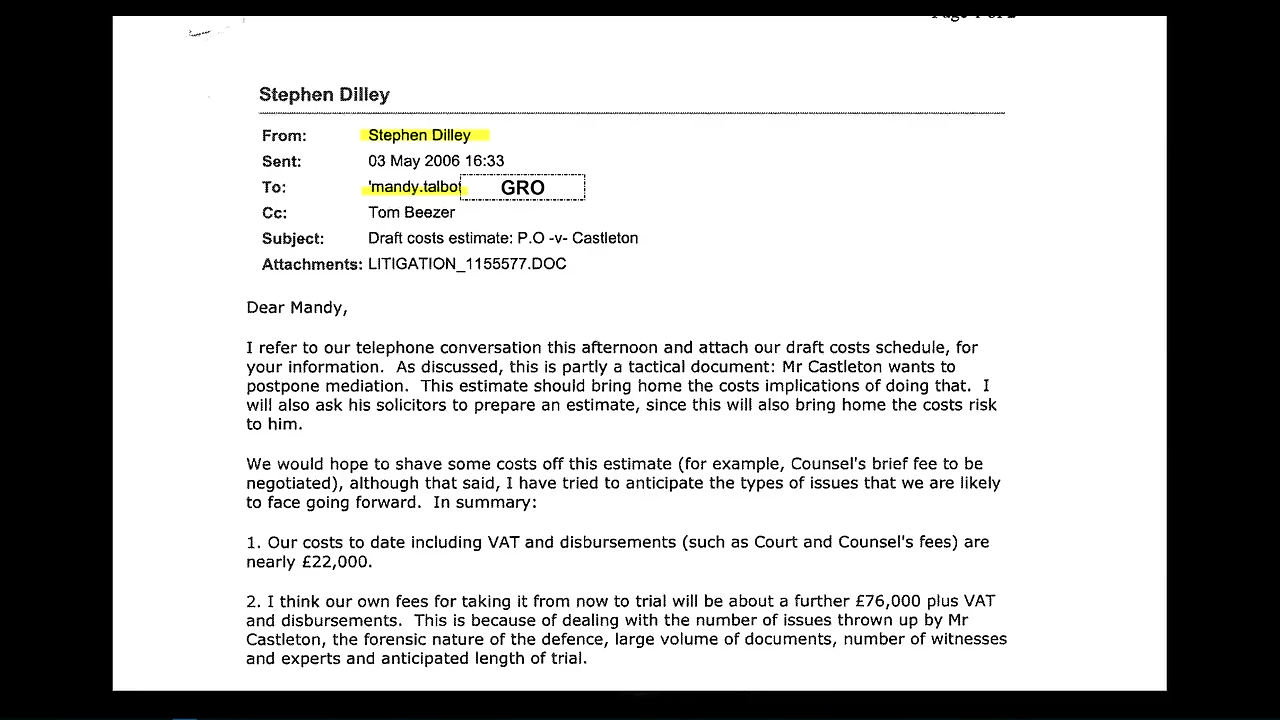 Page 1 of 2
Stephen Dilley
From: Stephen Dilley
Sent: 03 May 2006 16:33
To: 'mandy.talbot GRO
Cc: Tom Beezer
Subject: Draft costs estimate: P.O -v- Castleton
Attachments: LITIGATION_1155577.DOC
Dear Mandy,
I refer to our telephone conversation this afternoon and attach our draft costs schedule, for
your information. As discussed, this is partly a tactical document: Mr Castleton wants to
postpone mediation. This estimate should bring home the costs implications of doing that. I
will also ask his solicitors to prepare an estimate, since this will also bring home the costs risk
to him.
We would hope to shave some costs off this estimate (for example, Counsel's brief fee to be
negotiated), although that said, I have tried to anticipate the types of issues that we are likely
to face going forward. In summary:
1. Our costs to date including VAT and disbursements (such as Court and Counsel's fees) are
nearly £22,000.
2. I think our own fees for taking it from now to trial will be about a further £76,000 plus VAT
and disbursements. This is because of dealing with the number of issues thrown up by Mr
Castleton, the forensic nature of the defence, large volume of documents, number of witnesses
and experts and anticipated length of trial.